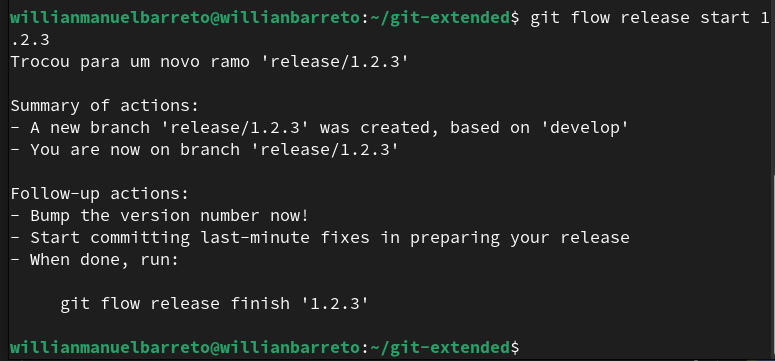 willianmanuelbarreto@willianbarreto:~/git-extended$ git flow release start 1
.2.3
Trocou para um novo ramo 'release/1.2.3'
Summary of actions:
- A new branch 'release/1.2.3' was created, based on 'develop'
- You are now on branch 'release/1.2.3'
Follow-up actions:
- Bump the version number now!
- Start committing last-minute fixes in preparing your release
- When done, run:
git flow release finish '1.2.3'
willianmanuelbarreto@willianbarreto:~/git-extended$